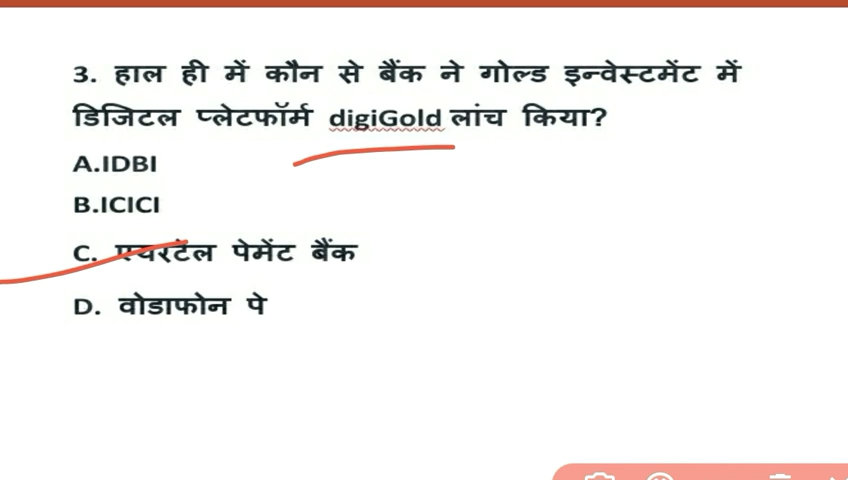 3. हाल ही में कौन से बैंक ने गोल्ड इन्वेस्टमेंट में
डिजिटल प्लेटफॉर्म digiGold लांच किया?
A.IDBI
B.ICICI
C. एयरटेल पेमेंट बैंक
D. वोडाफोन पे